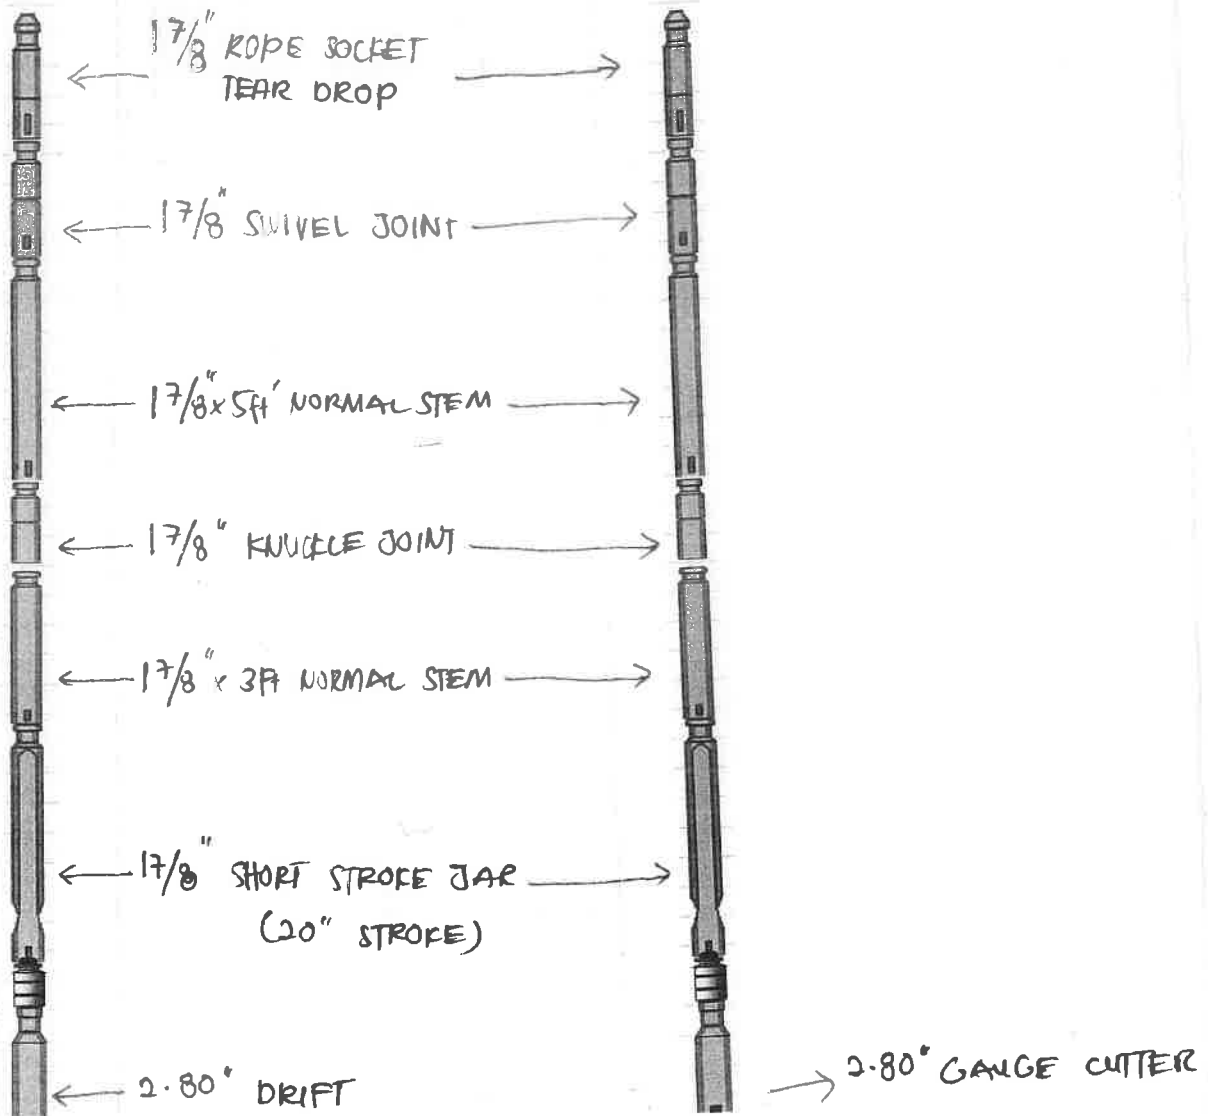 1 7/8" ROPE SOCKET
TEAR DROP
1 7/8" SWIVEL JOINT
1 7/8" x 5ft' NORMAL STEM
1 7/8" KNUCKLE JOINT
1 7/8" x 3Ft NORMAL STEM
1 7/8" SHORT STROKE JAR
(20" STROKE)
2.80" DRIFT
2.80" GAUGE CUTTER